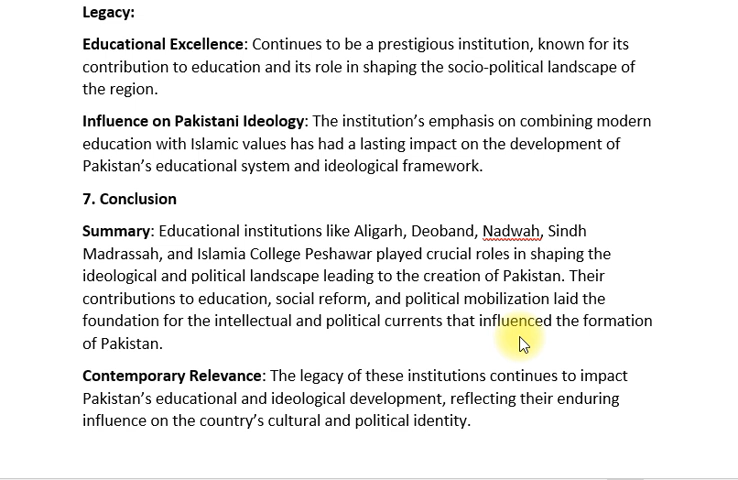 Legacy:
Educational Excellence: Continues to be a prestigious institution, known for its
contribution to education and its role in shaping the socio-political landscape of
the region.
Influence on Pakistani Ideology: The institution’s emphasis on combining modern
education with Islamic values has had a lasting impact on the development of
Pakistan’s educational system and ideological framework.
7. Conclusion
Summary: Educational institutions like Aligarh, Deoband, Nadwah, Sindh
Madrassah, and Islamia College Peshawar played crucial roles in shaping the
ideological and political landscape leading to the creation of Pakistan. Their
contributions to education, social reform, and political mobilization laid the
foundation for the intellectual and political currents that influenced the formation
of Pakistan.
Contemporary Relevance: The legacy of these institutions continues to impact
Pakistan’s educational and ideological development, reflecting their enduring
influence on the country’s cultural and political identity.